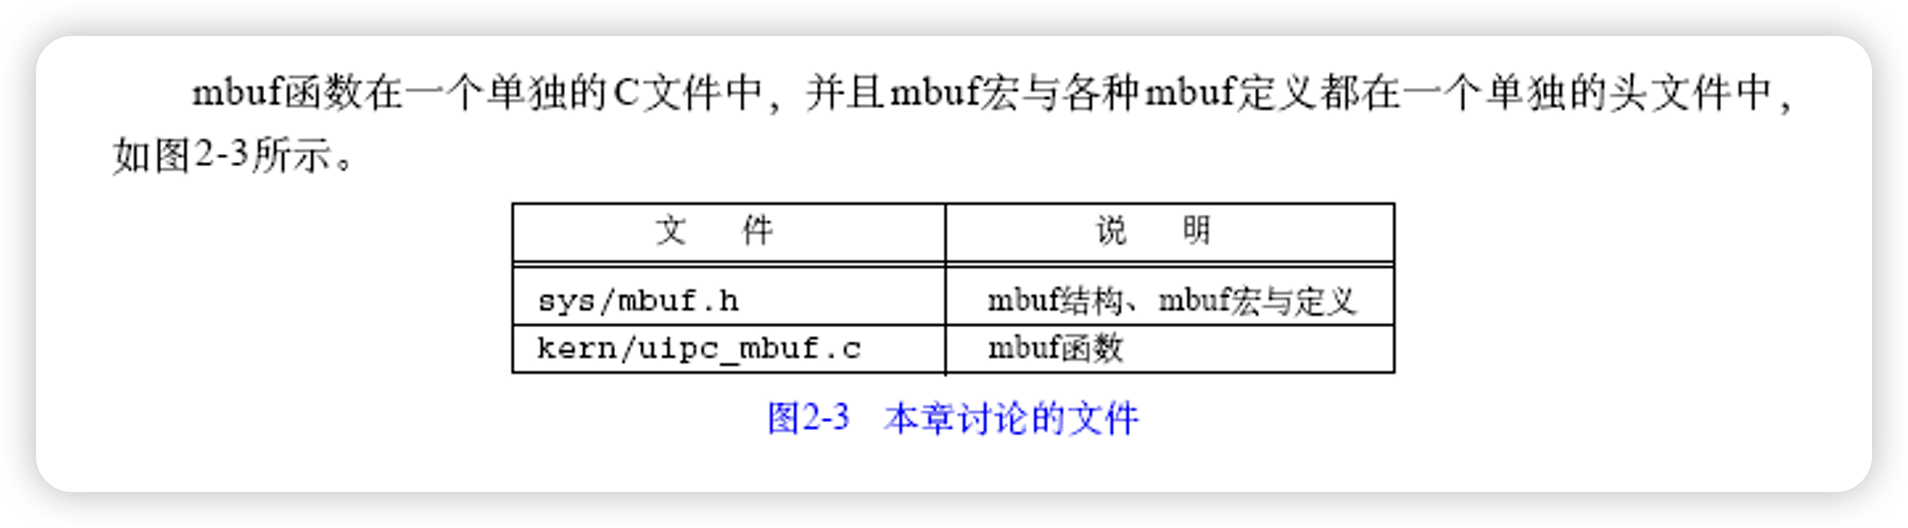 mbuf函数在一个单独的C文件中，并且mbuf宏与各种mbuf定义都在一个单独的头文件中，
如图2-3所示。
文 件 说 明
sys/mbuf.h mbuf结构、mbuf宏与定义
kern/uipc_mbuf.c mbuf函数
图2-3 本章讨论的文件